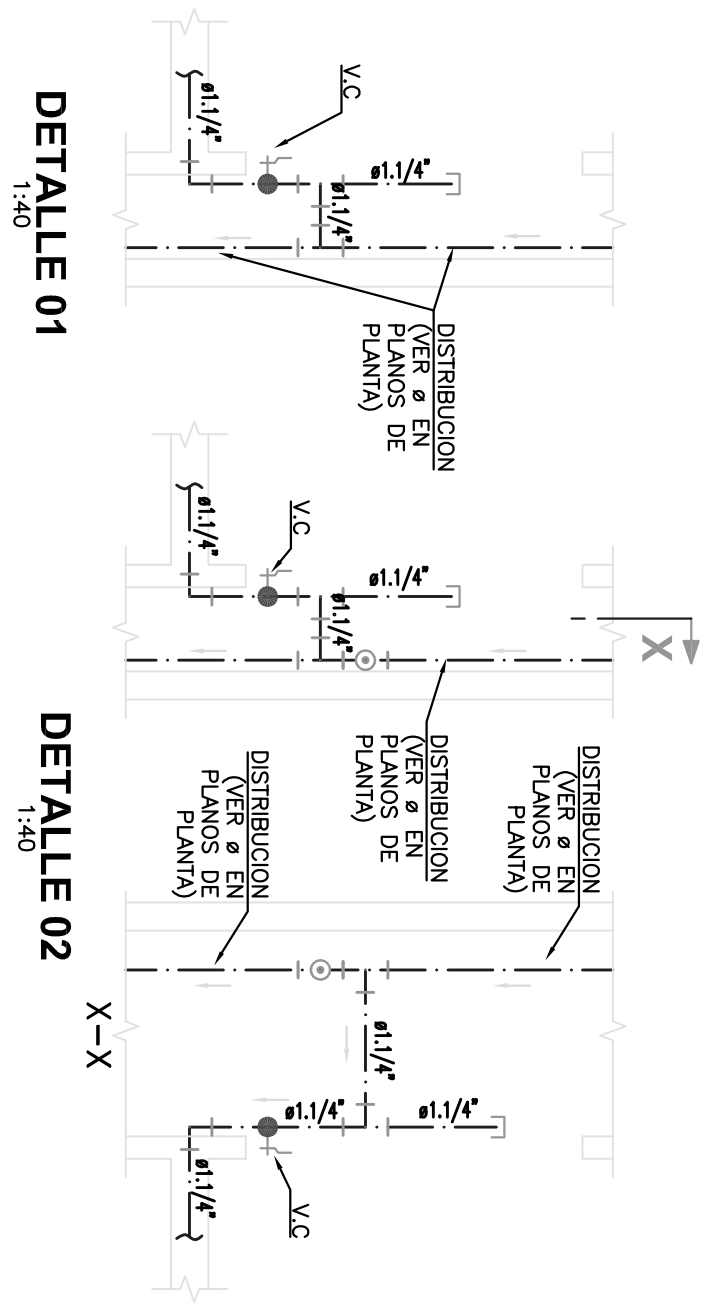 V.C
ø1.1/4"
ø1.1/4"
ø1.1/4"
DISTRIBUCION
(VER ø EN
PLANOS DE
PLANTA)
DETALLE 01
1:40
V.C
ø1.1/4"
ø1.1/4"
ø1.1/4"
X
DISTRIBUCION
(VER ø EN
PLANOS DE
PLANTA)
DISTRIBUCION
(VER ø EN
PLANOS DE
PLANTA)
DISTRIBUCION
(VER ø EN
PLANOS DE
PLANTA)
ø1.1/4"
ø1.1/4"
ø1.1/4"
ø1.1/4"
V.C
X-X
DETALLE 02
1:40